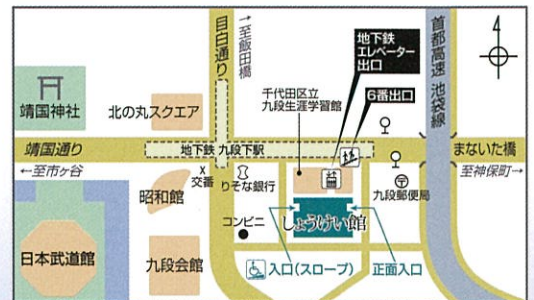 →至飯田橋
目白通り
地下鉄
エレベーター
出口
首都高速 池袋線
4
靖国神社
北の丸スクエア
千代田区立
九段生涯学習館
6番出口
靖国通り
地下鉄 九段下駅
まないた橋
←至市ヶ谷
至神保町→
交番
りそな銀行
九段郵便局
昭和館
コンビニ
しょうけい館
日本武道館
九段会館
入口(スロープ)
正面入口